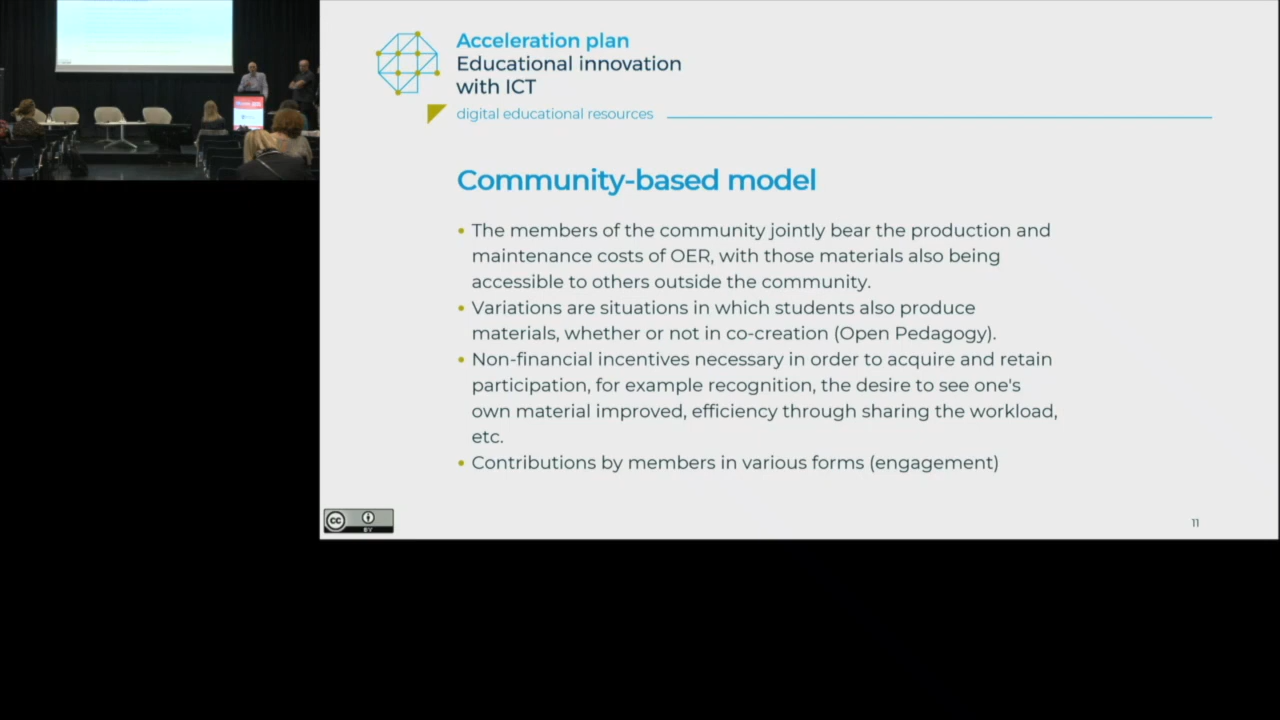 Acceleration plan
Educational innovation
with ICT
digital educational resources
Community-based model
• The members of the community jointly bear the production and
maintenance costs of OER, with those materials also being
accessible to others outside the community.
• Variations are situations in which students also produce
materials, whether or not in co-creation (Open Pedagogy).
• Non-financial incentives necessary in order to acquire and retain
participation, for example recognition, the desire to see one's
own material improved, efficiency through sharing the workload,
etc.
• Contributions by members in various forms (engagement)
cc
BY
11